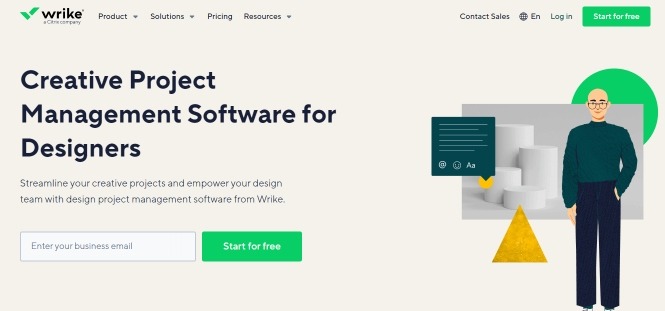 wrike
a Citrix company
Product
Solutions
Pricing
Resources
Contact Sales
En
Log in
Start for free
Creative Project
Management Software for
Designers
Streamline your creative projects and empower your design
team with design project management software from Wrike.
Enter your business email
Start for free
@ Aa